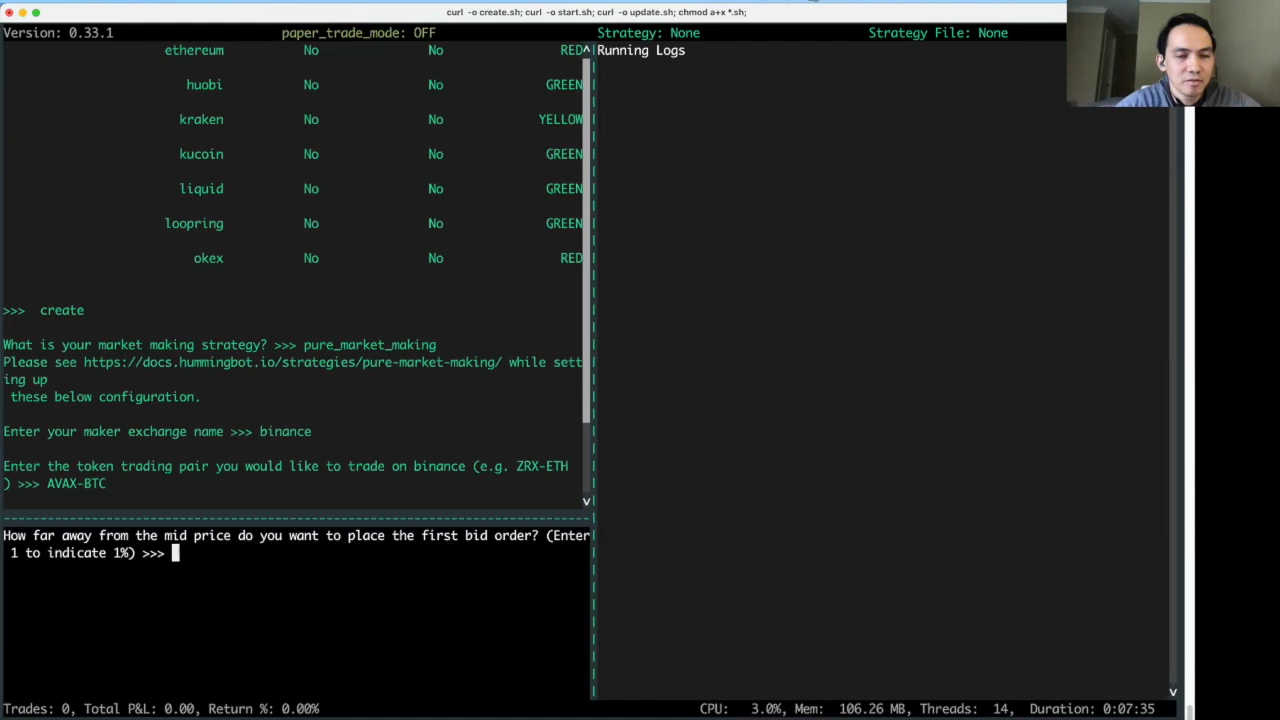 curl -o create.sh; curl -o start.sh; curl -o update.sh; chmod a+x *.sh;
Version: 0.33.1 paper_trade_mode: OFF Strategy: None Strategy File: None
ethereum No No RED^
huobi No No GREEN
kraken No No YELLOW
kucoin No No GREEN
liquid No No GREEN
loopring No No GREEN
okex No No RED
>>> create
What is your market making strategy? >>> pure_market_making
Please see https://docs.hummingbot.io/strategies/pure-market-making/ while sett
ing up
these below configuration.
Enter your maker exchange name >>> binance
Enter the token trading pair you would like to trade on binance (e.g. ZRX-ETH
) >>> AVAX-BTC
v
How far away from the mid price do you want to place the first bid order? (Enter
1 to indicate 1%) >>>
Running Logs
v
Trades: 0, Total P&L: 0.00, Return %: 0.00% CPU: 3.0%, Mem: 106.26 MB, Threads: 14, Duration: 0:07:35